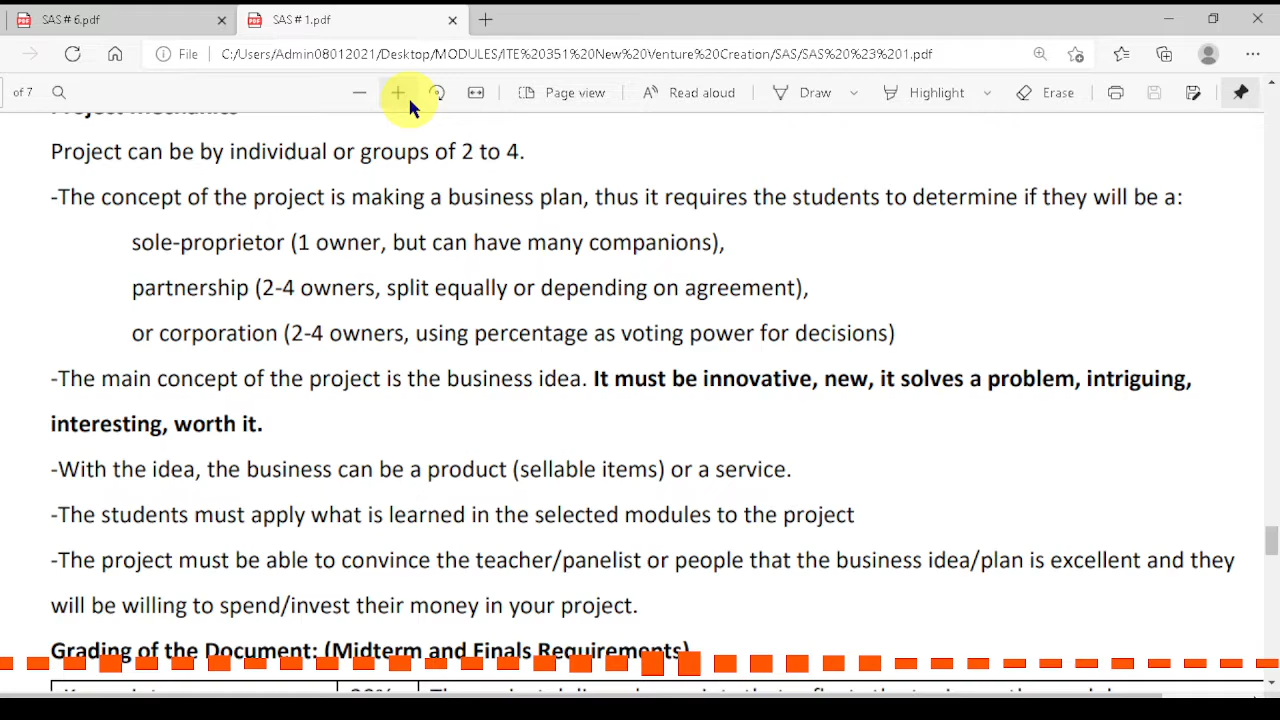 SAS # 6.pdf
SAS # 1.pdf
File
C:/Users/Admin08012021/Desktop/MODULES/ITE%20351%20New%20Venture%20Creation/SAS/SAS%20%23%201.pdf
of 7
Page view
Read aloud
Draw
Highlight
Erase
Project Mechanics
Project can be by individual or groups of 2 to 4.
-The concept of the project is making a business plan, thus it requires the students to determine if they will be a:
sole-proprietor (1 owner, but can have many companions),
partnership (2-4 owners, split equally or depending on agreement),
or corporation (2-4 owners, using percentage as voting power for decisions)
-The main concept of the project is the business idea. It must be innovative, new, it solves a problem, intriguing,
interesting, worth it.
-With the idea, the business can be a product (sellable items) or a service.
-The students must apply what is learned in the selected modules to the project
-The project must be able to convince the teacher/panelist or people that the business idea/plan is excellent and they
will be willing to spend/invest their money in your project.
Grading of the Document: (Midterm and Finals Requirements)